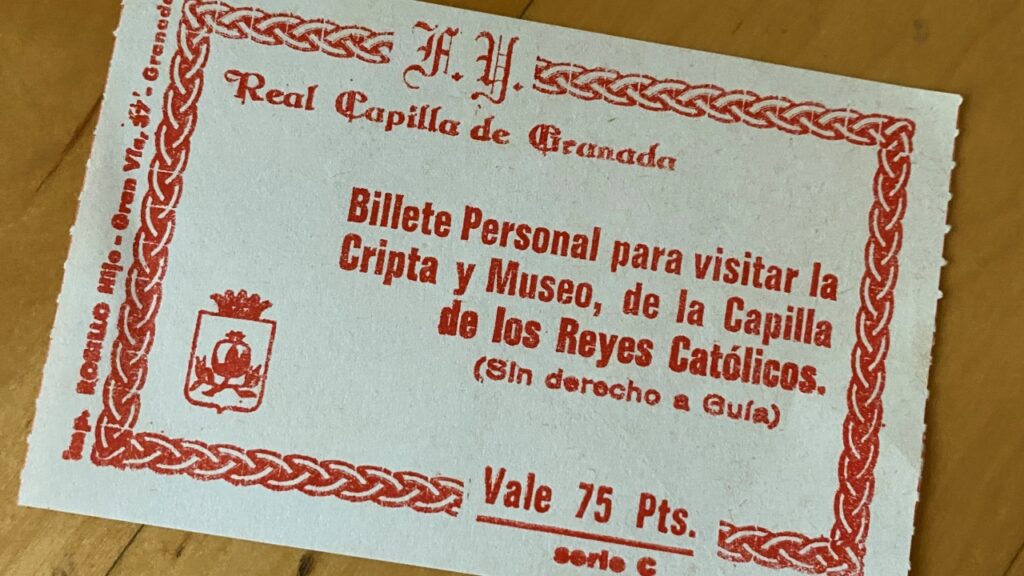 F. Y.
Real Capilla de Granada
Billete Personal para visitar la
Cripta y Museo, de la Capilla
de los Reyes Católicos.
(Sin derecho a Guía)
Vale 75 Pts.
serie C
Imp. RORILLO Hijo - Gran Vía, 57 - Granada